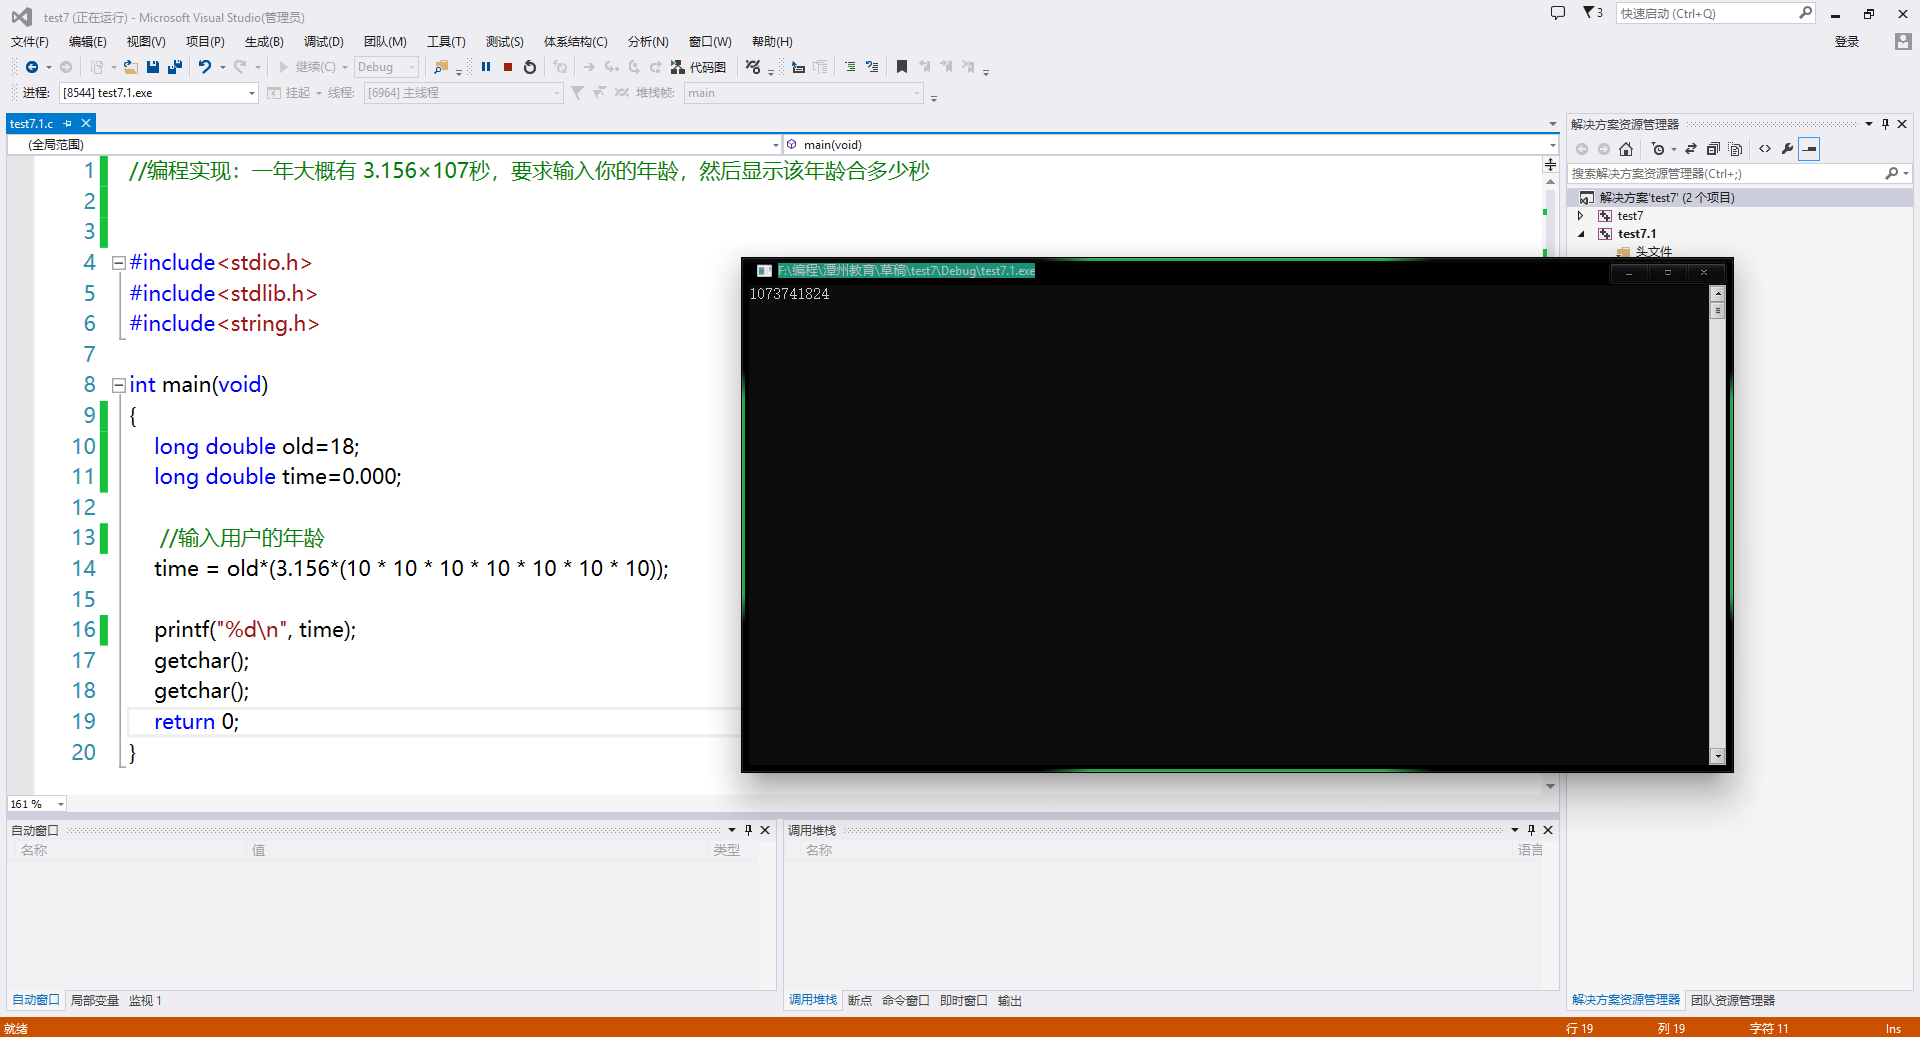 test7 (正在运行) - Microsoft Visual Studio(管理员)
3
快速启动 (Ctrl+Q)
文件(F) 编辑(E) 视图(V) 项目(P) 生成(B) 调试(D) 团队(M) 工具(T) 测试(S) 体系结构(C) 分析(N) 窗口(W) 帮助(H)
登录
继续(C) Debug 代码图
进程: [8544] test7.1.exe 挂起 线程: [6964] 主线程 堆栈帧: main
test7.1.c
(全局范围)
main(void)
1 //编程实现：一年大概有 3.156×107秒，要求输入你的年龄，然后显示该年龄合多少秒
2
3
4 #include<stdio.h>
5 #include<stdlib.h>
6 #include<string.h>
7
8 int main(void)
9 {
10 long double old=18;
11 long double time=0.000;
12
13 //输入用户的年龄
14 time = old*(3.156*(10 * 10 * 10 * 10 * 10 * 10 * 10));
15
16 printf("%d\n", time);
17 getchar();
18 getchar();
19 return 0;
20 }
161 %
F:\编程\潭州教育\草稿\test7\Debug\test7.1.exe
1073741824
解决方案资源管理器
搜索解决方案资源管理器(Ctrl+;)
解决方案'test7' (2 个项目)
test7
test7.1
头文件
自动窗口
名称 值 类型
调用堆栈
名称 语言
自动窗口 局部变量 监视 1
调用堆栈 断点 命令窗口 即时窗口 输出
解决方案资源管理器 团队资源管理器
就绪
行 19 列 19 字符 11 Ins